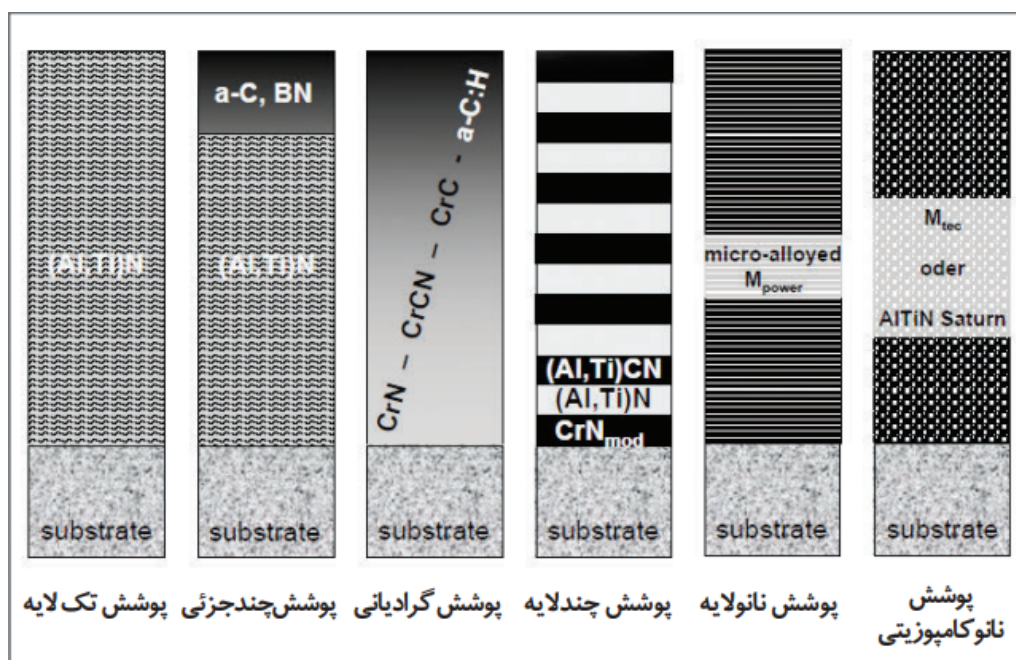 (Al,Ti)N
substrate
پوشش تک لایه
a-C, BN
(Al,Ti)N
substrate
پوشش چندجزئی
CrN – CrCN – CrC - a-C:H
substrate
پوشش گرادیانی
(Al,Ti)CN
(Al,Ti)N
CrNmod
substrate
پوشش چندلایه
micro-alloyed
Mpower
substrate
پوشش نانولایه
Mtec
oder
AlTiN Saturn
substrate
پوشش
نانوکامپوزیتی